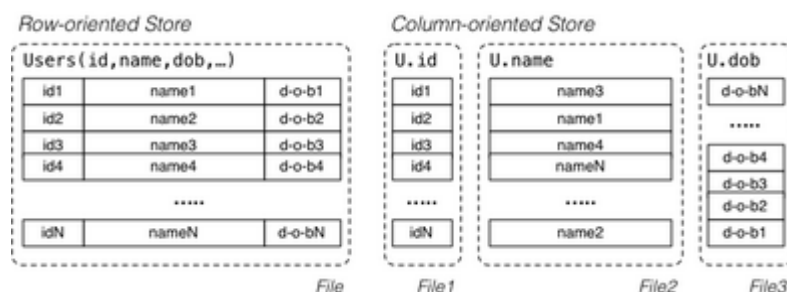 Row-oriented Store
Users(id,name,dob,…)
id1 name1 d-o-b1
id2 name2 d-o-b2
id3 name3 d-o-b3
id4 name4 d-o-b4
.....
idN nameN d-o-bN
File
Column-oriented Store
U.id
id1
id2
id3
id4
.....
idN
File1
U.name
name3
name1
name4
nameN
.....
name2
File2
U.dob
d-o-bN
.....
d-o-b4
d-o-b3
d-o-b2
d-o-b1
File3